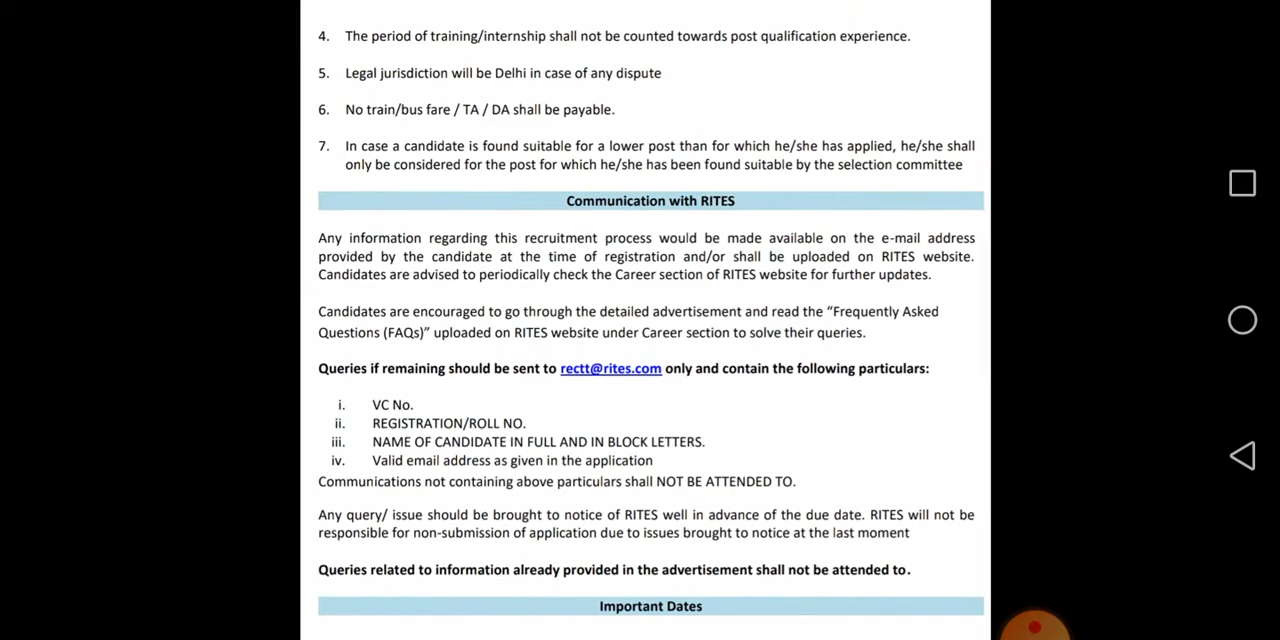 4. The period of training/internship shall not be counted towards post qualification experience.
5. Legal jurisdiction will be Delhi in case of any dispute
6. No train/bus fare / TA / DA shall be payable.
7. In case a candidate is found suitable for a lower post than for which he/she has applied, he/she shall
only be considered for the post for which he/she has been found suitable by the selection committee
Communication with RITES
Any information regarding this recruitment process would be made available on the e-mail address
provided by the candidate at the time of registration and/or shall be uploaded on RITES website.
Candidates are advised to periodically check the Career section of RITES website for further updates.
Candidates are encouraged to go through the detailed advertisement and read the “Frequently Asked
Questions (FAQs)” uploaded on RITES website under Career section to solve their queries.
Queries if remaining should be sent to rectt@rites.com only and contain the following particulars:
i. VC No.
ii. REGISTRATION/ROLL NO.
iii. NAME OF CANDIDATE IN FULL AND IN BLOCK LETTERS.
iv. Valid email address as given in the application
Communications not containing above particulars shall NOT BE ATTENDED TO.
Any query/ issue should be brought to notice of RITES well in advance of the due date. RITES will not be
responsible for non-submission of application due to issues brought to notice at the last moment
Queries related to information already provided in the advertisement shall not be attended to.
Important Dates